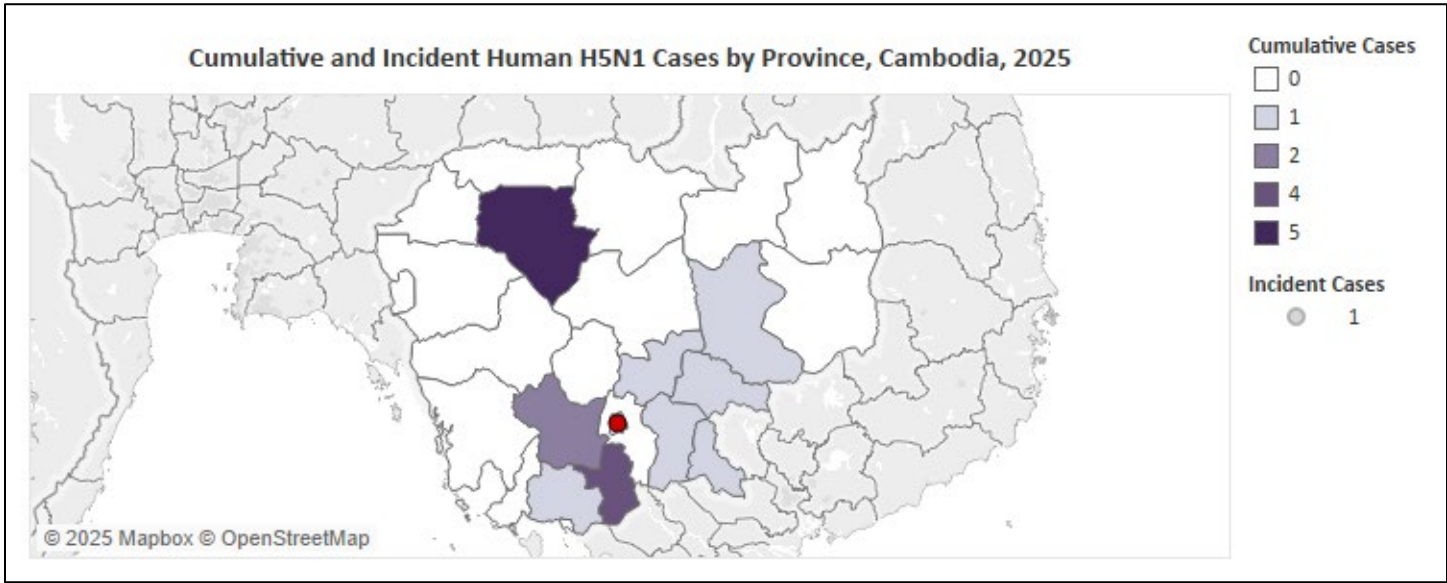 Cumulative and Incident Human H5N1 Cases by Province, Cambodia, 2025
Cumulative Cases
0
1
2
4
5
Incident Cases
1
© 2025 Mapbox © OpenStreetMap